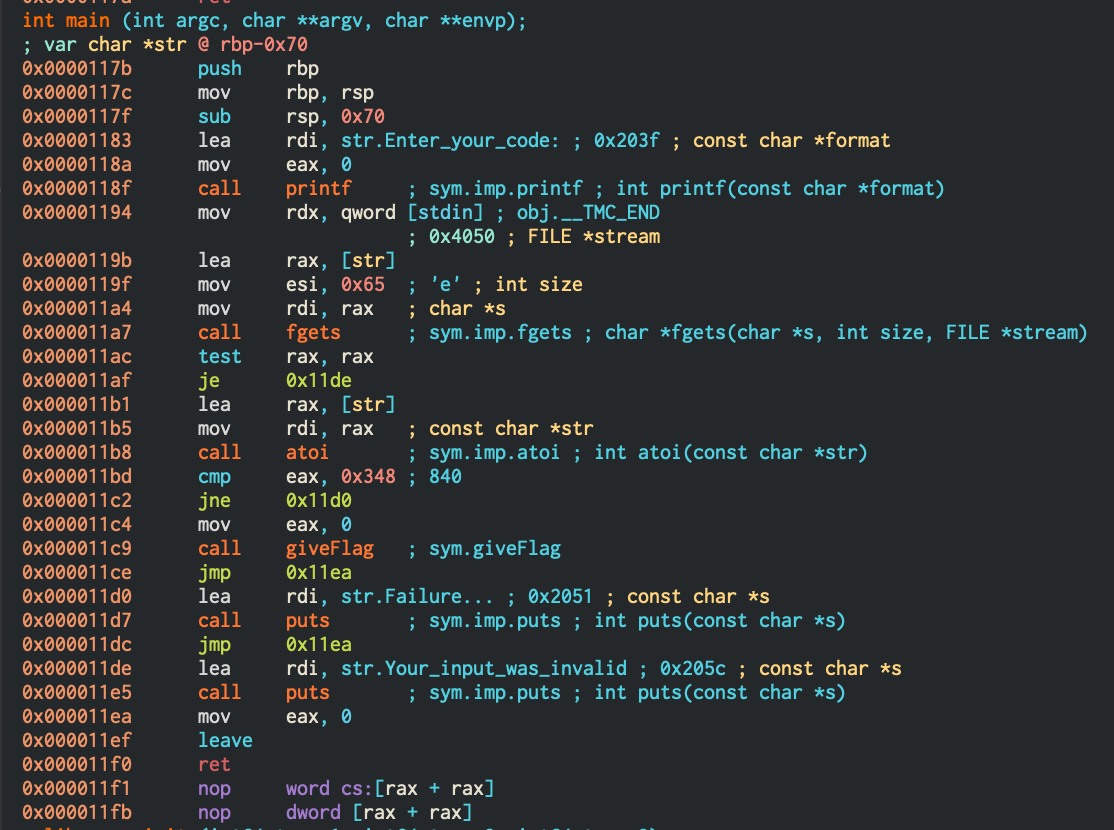 int main (int argc, char **argv, char **envp);
; var char *str @ rbp-0x70
0x0000117b push rbp
0x0000117c mov rbp, rsp
0x0000117f sub rsp, 0x70
0x00001183 lea rdi, str.Enter_your_code: ; 0x203f ; const char *format
0x0000118a mov eax, 0
0x0000118f call printf ; sym.imp.printf ; int printf(const char *format)
0x00001194 mov rdx, qword [stdin] ; obj.__TMC_END
; 0x4050 ; FILE *stream
0x0000119b lea rax, [str]
0x0000119f mov esi, 0x65 ; 'e' ; int size
0x000011a4 mov rdi, rax ; char *s
0x000011a7 call fgets ; sym.imp.fgets ; char *fgets(char *s, int size, FILE *stream)
0x000011ac test rax, rax
0x000011af je 0x11de
0x000011b1 lea rax, [str]
0x000011b5 mov rdi, rax ; const char *str
0x000011b8 call atoi ; sym.imp.atoi ; int atoi(const char *str)
0x000011bd cmp eax, 0x348 ; 840
0x000011c2 jne 0x11d0
0x000011c4 mov eax, 0
0x000011c9 call giveFlag ; sym.giveFlag
0x000011ce jmp 0x11ea
0x000011d0 lea rdi, str.Failure... ; 0x2051 ; const char *s
0x000011d7 call puts ; sym.imp.puts ; int puts(const char *s)
0x000011dc jmp 0x11ea
0x000011de lea rdi, str.Your_input_was_invalid ; 0x205c ; const char *s
0x000011e5 call puts ; sym.imp.puts ; int puts(const char *s)
0x000011ea mov eax, 0
0x000011ef leave
0x000011f0 ret
0x000011f1 nop word cs:[rax + rax]
0x000011fb nop dword [rax + rax]